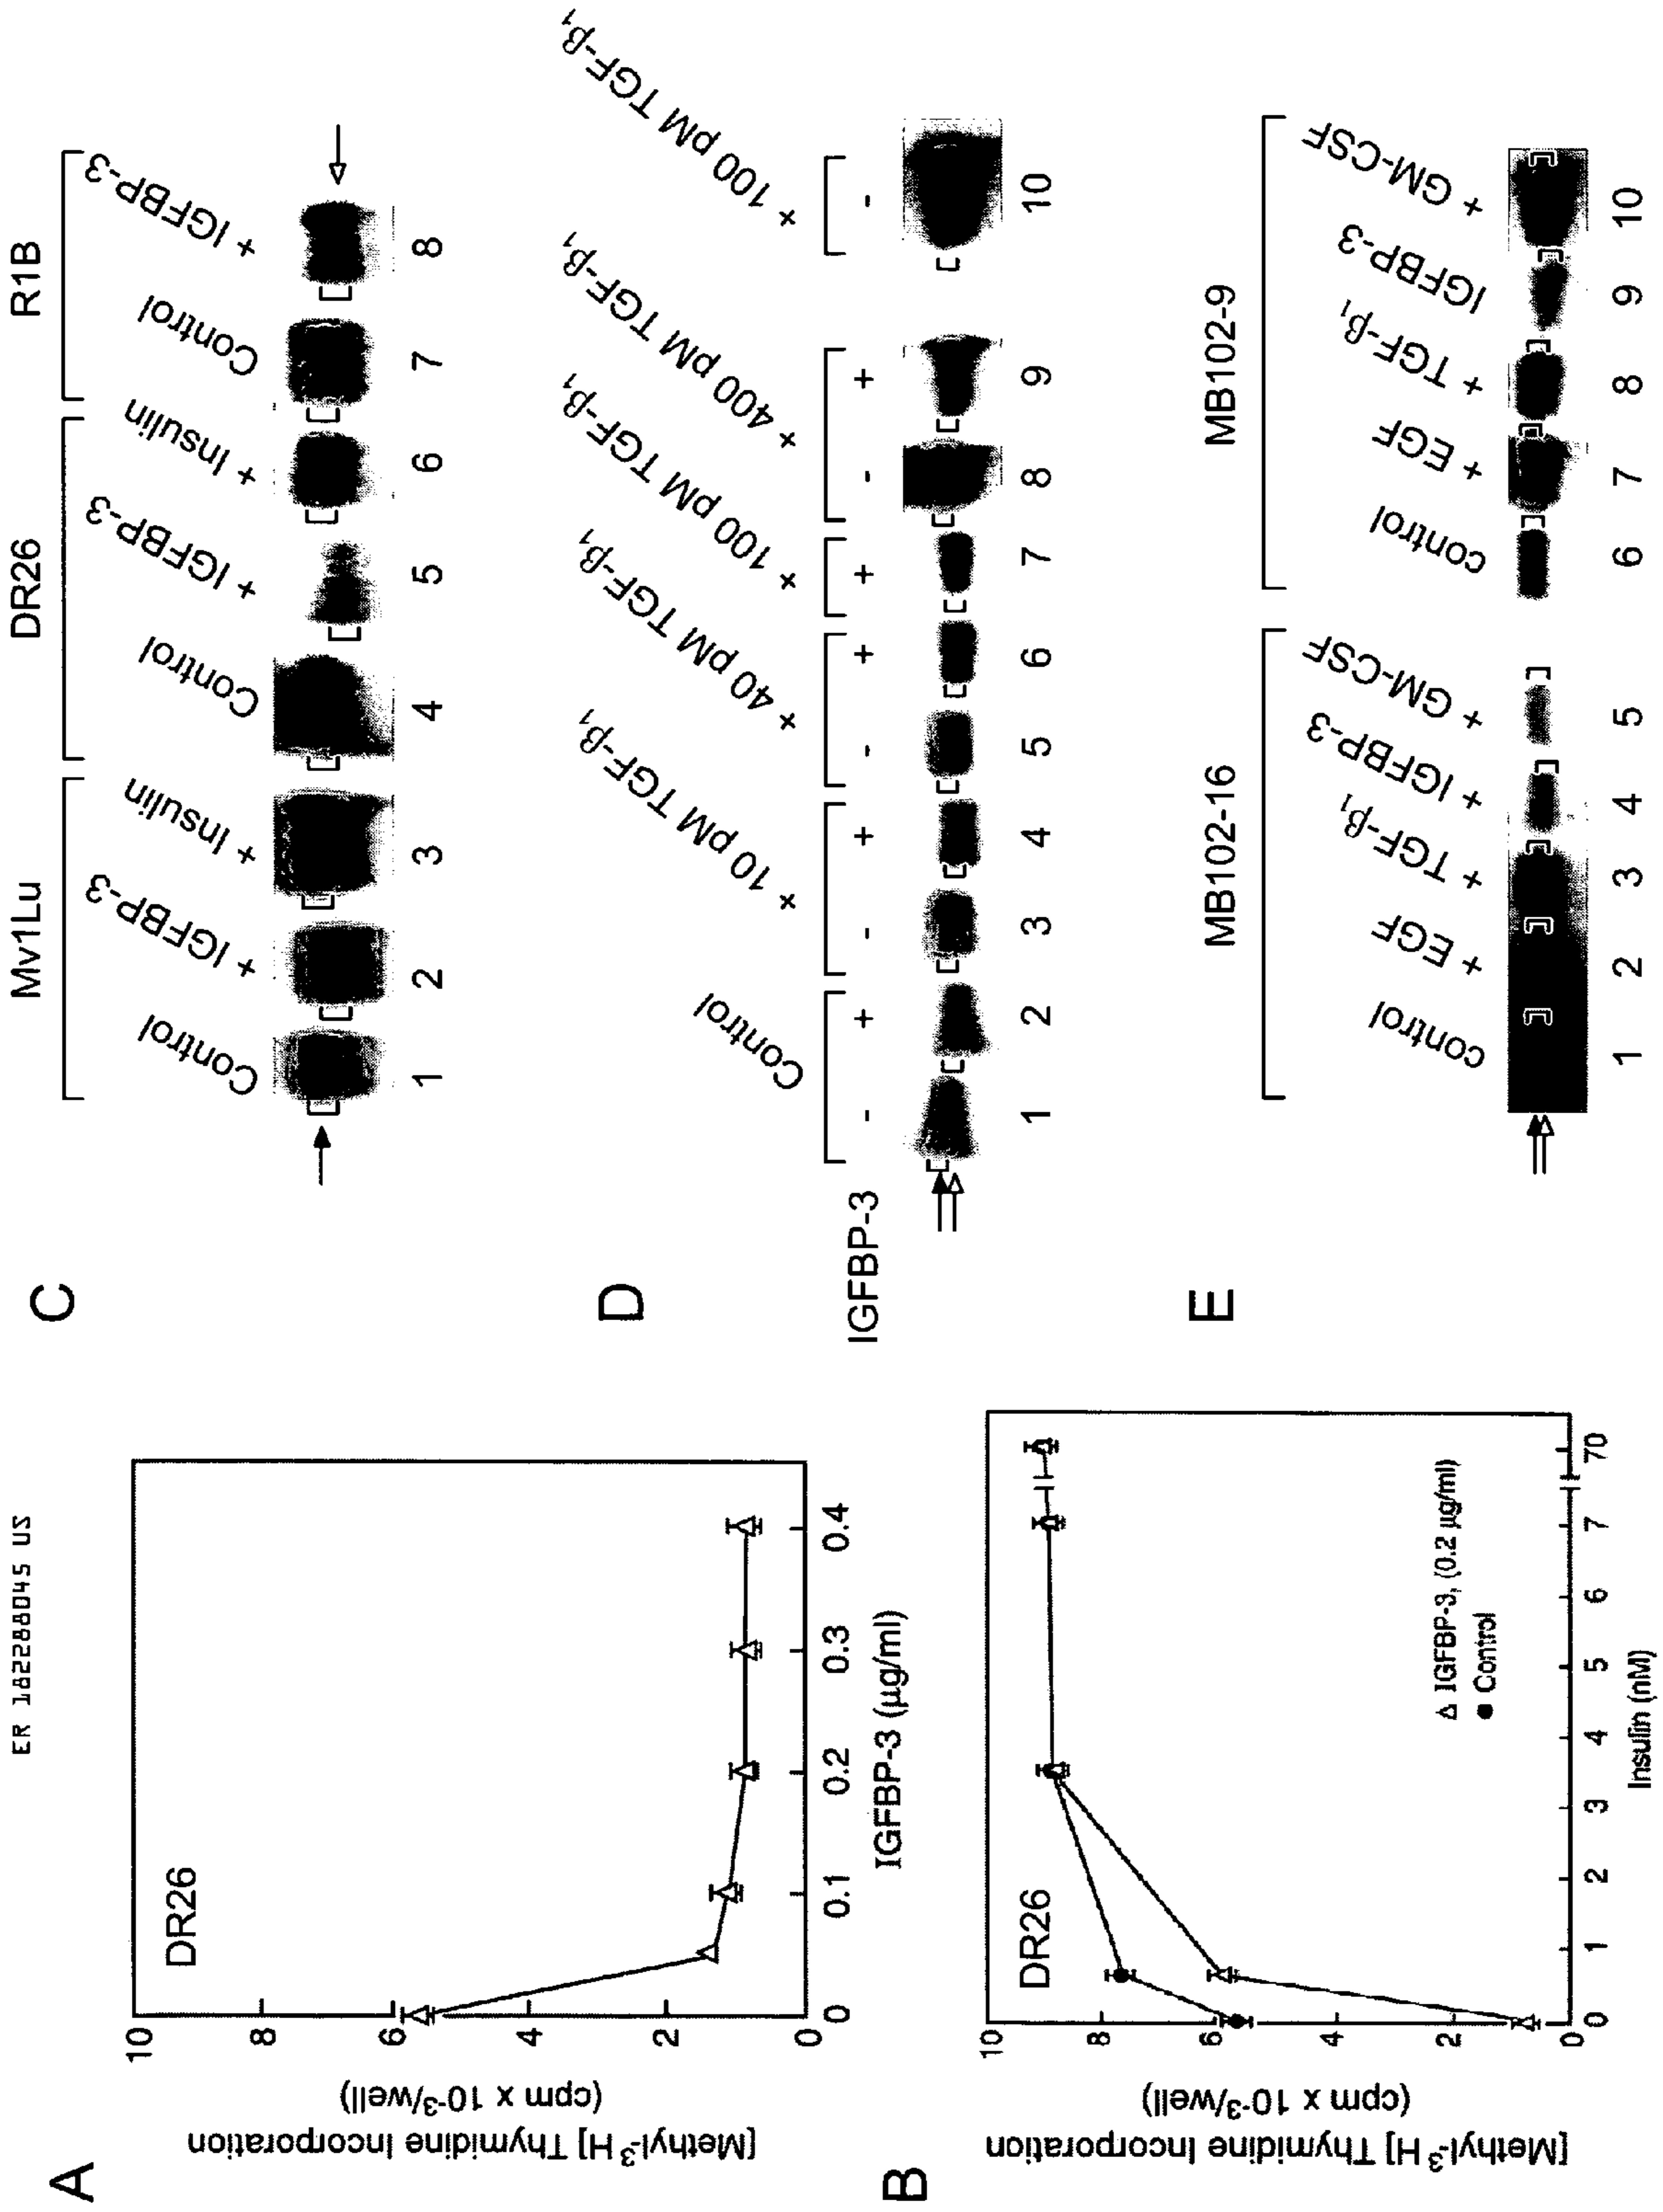 ER 182288045 US
A
DR26
[Methyl-³H] Thymidine Incorporation
(cpm x 10⁻³/well)
10
8
6
4
2
0
0
0.1
0.2
0.3
0.4
IGFBP-3 (µg/ml)
B
DR26
[Methyl-³H] Thymidine Incorporation
(cpm x 10⁻³/well)
10
8
6
4
2
0
△ IGFBP-3, (0.2 µg/ml)
● Control
0 1 2 3 4 5 6 7 70
Insulin (nM)
C
Mv1Lu DR26 R1B
Control + IGFBP-3 + Insulin Control + IGFBP-3 + Insulin Control + IGFBP-3
1 2 3 4 5 6 7 8
D
Control × 10 pM TGF-β₁ × 40 pM TGF-β₁ × 100 pM TGF-β₁ × 400 pM TGF-β₁ × 100 pM TGF-β₁
IGFBP-3 - + - + - + + - + -
1 2 3 4 5 6 7 8 9 10
E
MB102-16 MB102-9
control + EGF + TGF-β₁ + IGFBP-3 + GM-CSF control + EGF + TGF-β₁ IGFBP-3 + GM-CSF
1 2 3 4 5 6 7 8 9 10